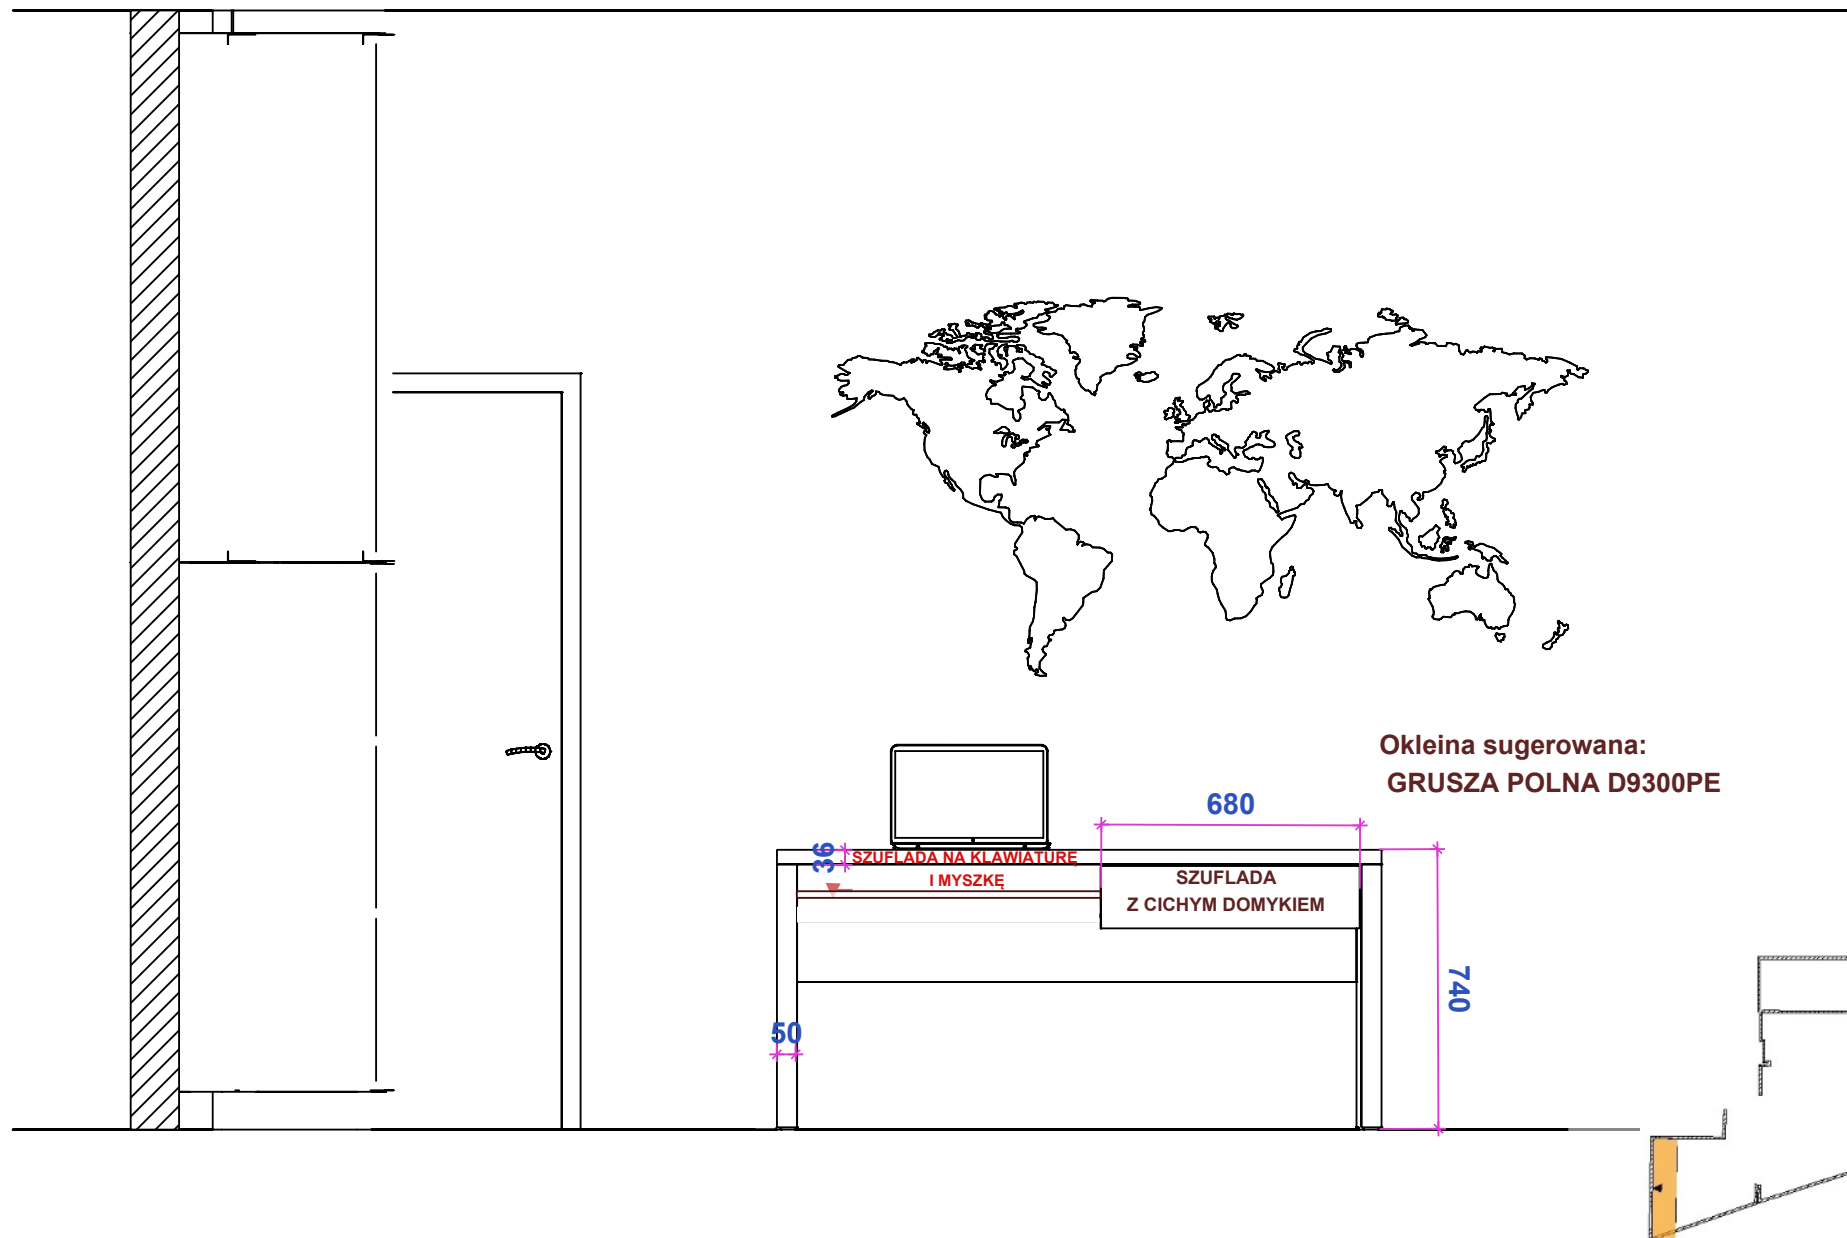 Okleina sugerowana:
GRUSZA POLNA D9300PE
680
36
SZUFLADA NA KLAWIATURĘ
I MYSZKĘ
SZUFLADA
Z CICHYM DOMYKIEM
740
50